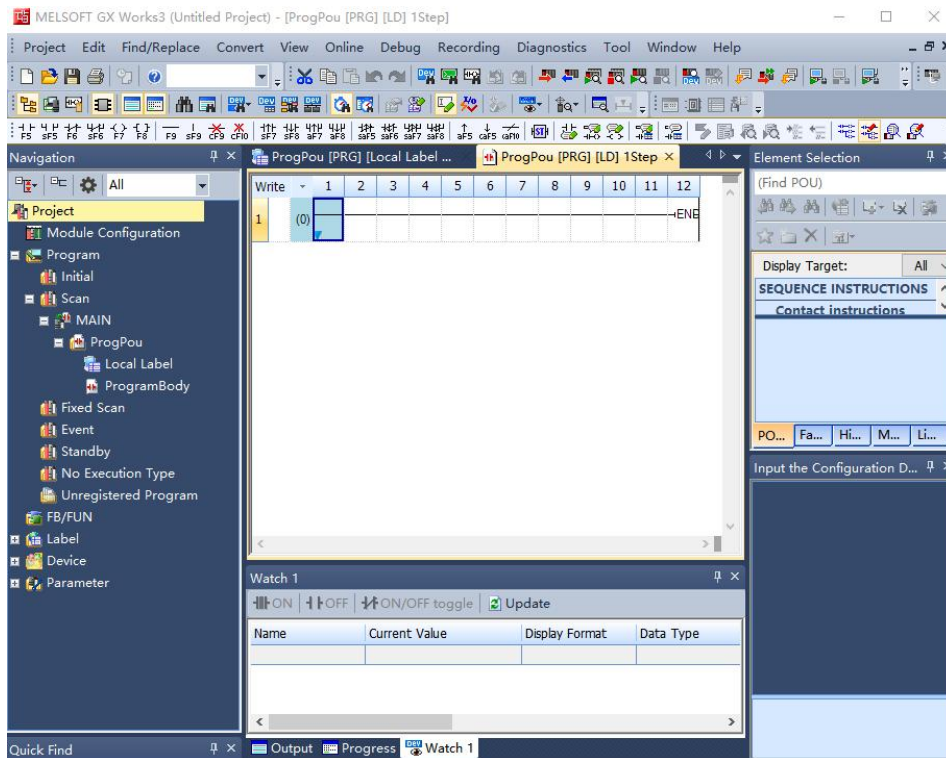 MELSOFT GX Works3 (Untitled Project) - [ProgPou [PRG] [LD] 1Step]
Project Edit Find/Replace Convert View Online Debug Recording Diagnostics Tool Window Help
Navigation
All
Project
Module Configuration
Program
Initial
Scan
MAIN
ProgPou
Local Label
ProgramBody
Fixed Scan
Event
Standby
No Execution Type
Unregistered Program
FB/FUN
Label
Device
Parameter
Quick Find
ProgPou [PRG] [Local Label ...
ProgPou [PRG] [LD] 1Step
Write 1 2 3 4 5 6 7 8 9 10 11 12
1 (0) END
Watch 1
ON OFF ON/OFF toggle Update
Name Current Value Display Format Data Type
Output Progress Watch 1
Element Selection
(Find POU)
Display Target: All
SEQUENCE INSTRUCTIONS
Contact instructions
PO... Fa... Hi... M... Li...
Input the Configuration D...